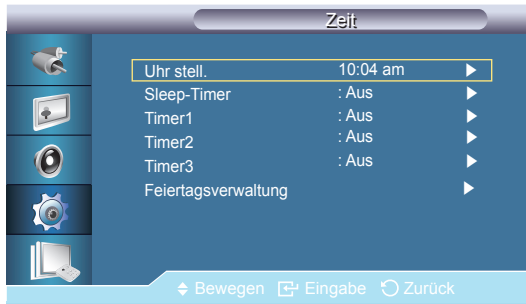 Zeit
Uhr stell. 10:04 am
Sleep-Timer : Aus
Timer1 : Aus
Timer2 : Aus
Timer3 : Aus
Feiertagsverwaltung
Bewegen Eingabe Zurück